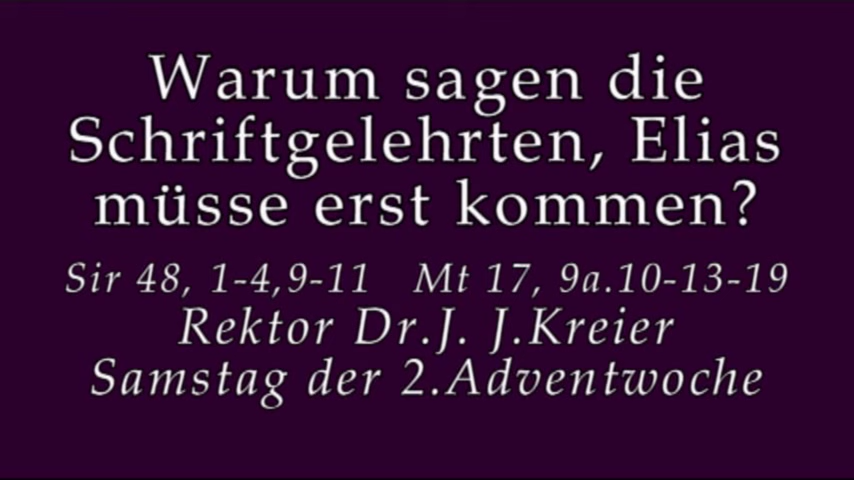 Warum sagen die
Schriftgelehrten, Elias
müsse erst kommen?
Sir 48, 1-4,9-11 Mt 17, 9a.10-13-19
Rektor Dr.J. J.Kreier
Samstag der 2.Adventwoche